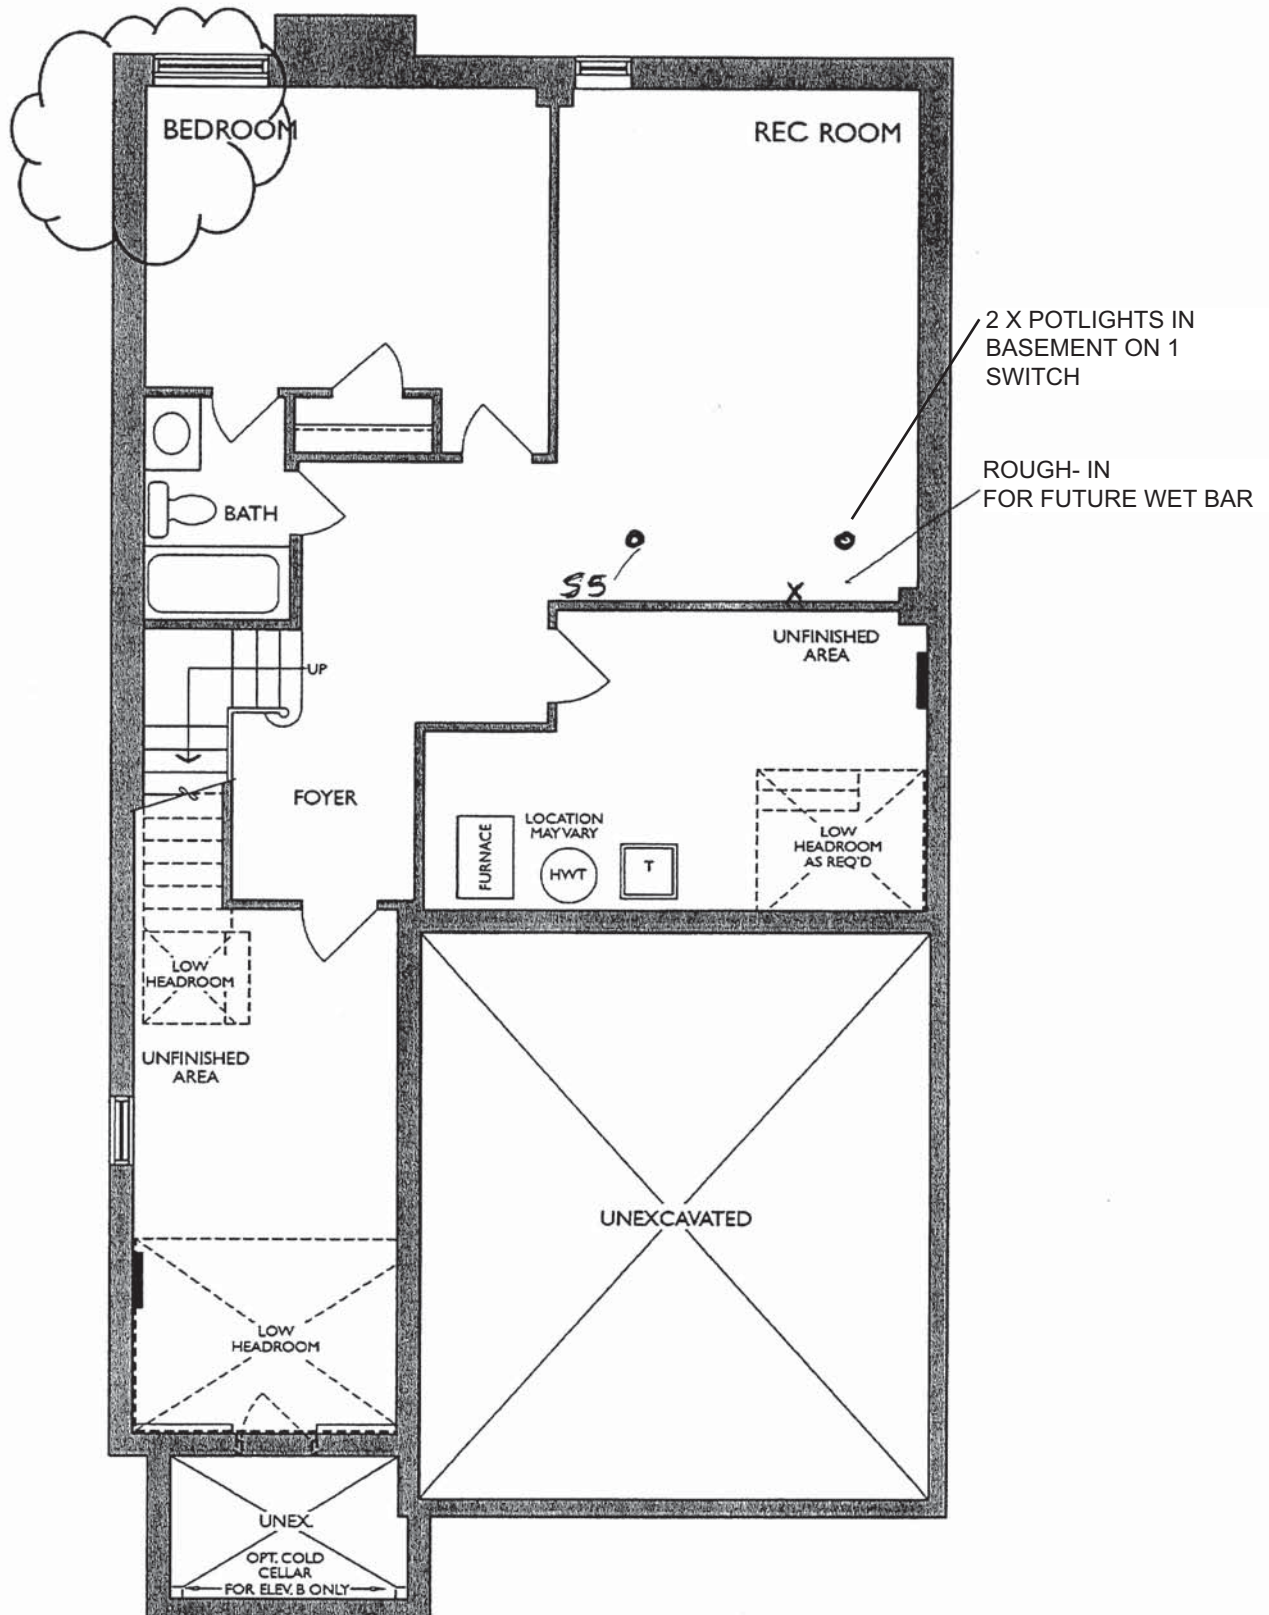 BEDROOM
REC ROOM
2 X POTLIGHTS IN
BASEMENT ON 1
SWITCH
ROUGH- IN
FOR FUTURE WET BAR
BATH
S5
X
UNFINISHED
AREA
UP
FOYER
LOCATION
MAY VARY
FURNACE
HWT
T
LOW
HEADROOM
AS REQ'D
LOW
HEADROOM
UNFINISHED
AREA
UNEXCAVATED
LOW
HEADROOM
UNEX.
OPT. COLD
CELLAR
FOR ELEV. B ONLY